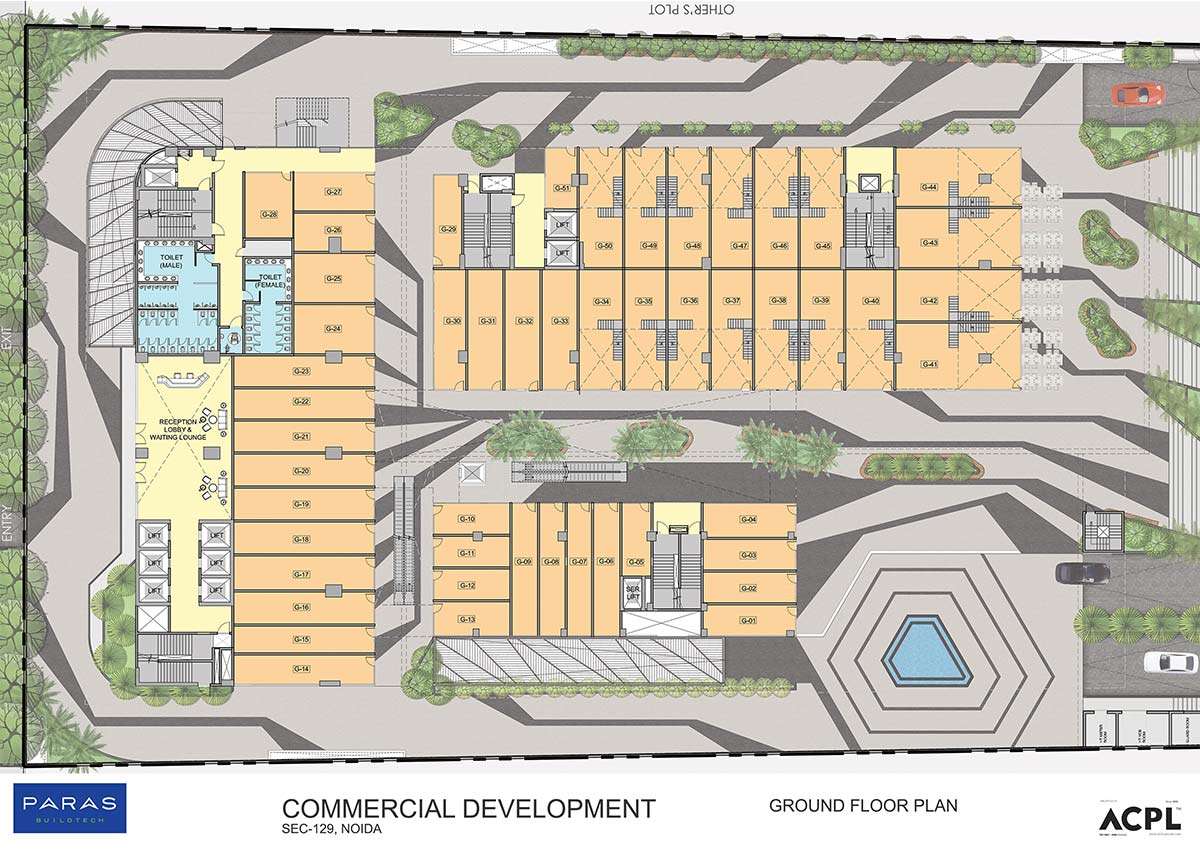 OTHER'S PLOT
G-27
G-28
G-26
G-25
G-24
G-23
G-22
G-21
G-20
G-19
G-18
G-17
G-16
G-15
G-14
TOILET
(MALE)
TOILET
(FEMALE)
RECEPTION
LOBBY &
WAITING LOUNGE
LIFT
LIFT
LIFT
LIFT
LIFT
LIFT
EXIT
ENTRY
G-29
G-51
LIFT
LIFT
G-50
G-49
G-48
G-47
G-46
G-45
G-44
G-43
G-30
G-31
G-32
G-33
G-34
G-35
G-36
G-37
G-38
G-39
G-40
G-42
G-41
G-10
G-11
G-12
G-13
G-09
G-08
G-07
G-06
G-05
SER.
LIFT
G-04
G-03
G-02
G-01
PARAS
BUILDTECH
COMMERCIAL DEVELOPMENT
SEC-129, NOIDA
GROUND FLOOR PLAN
ACPL